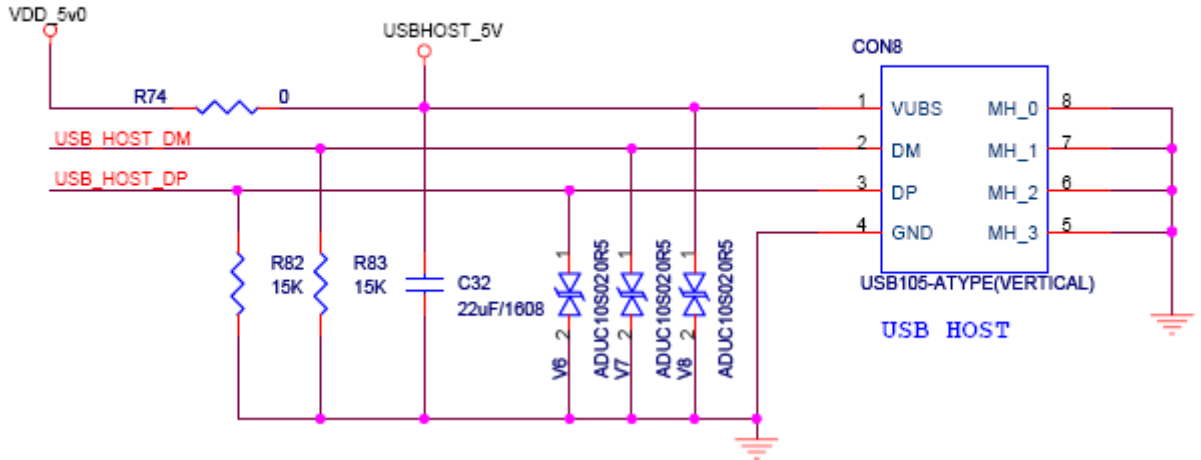 VDD_5v0
USBHOST_5V
CON8
R74 0
1 VUBS MH_0 8
USB_HOST_DM
2 DM MH_1 7
USB_HOST_DP
3 DP MH_2 6
4 GND MH_3 5
R82
15K
R83
15K
C32
22uF/1608
1
2
V6
ADUC10S020R5
1
2
V7
ADUC10S020R5
1
2
V8
ADUC10S020R5
USB105-ATYPE(VERTICAL)
USB HOST